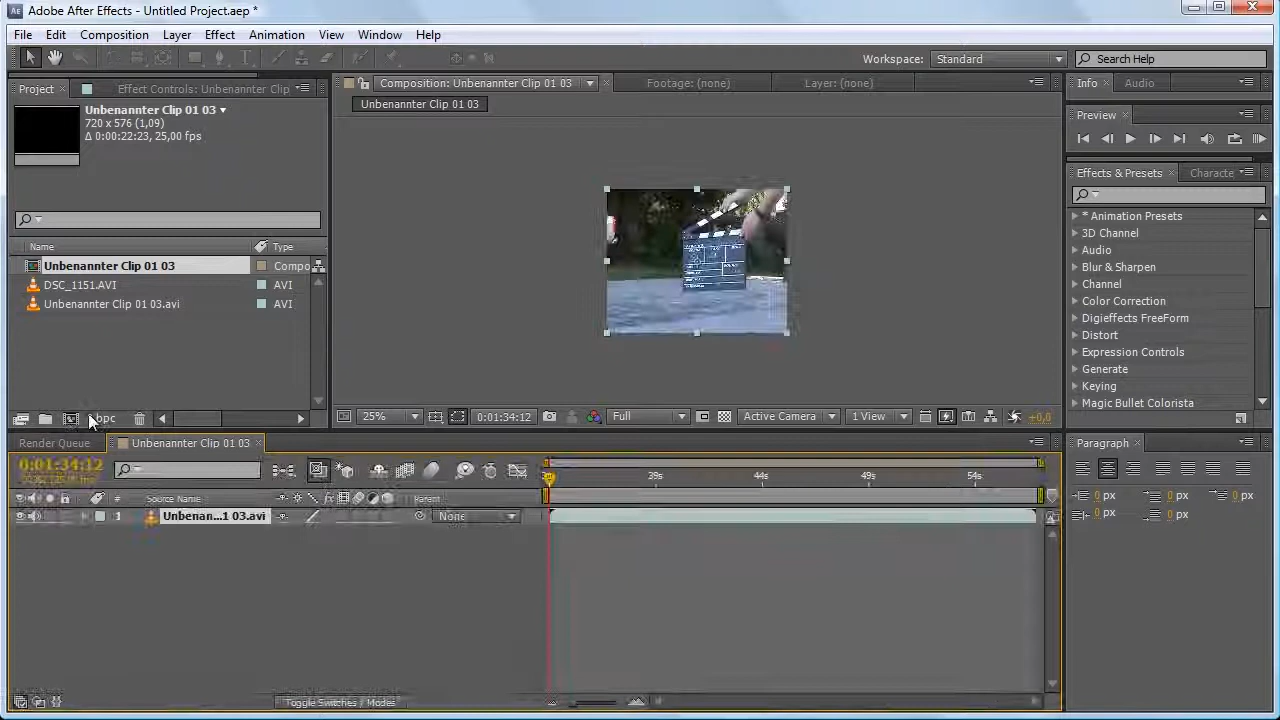 Adobe After Effects - Untitled Project.aep *
File Edit Composition Layer Effect Animation View Window Help
Workspace: Standard Search Help
Project Effect Controls: Unbenannter Clip
Composition: Unbenannter Clip 01 03 Footage: (none) Layer: (none)
Info Audio
Unbenannter Clip 01 03
Unbenannter Clip 01 03
720 x 576 (1,09)
Δ 0:00:22:23, 25,00 fps
Preview
Effects & Presets Characte
* Animation Presets
3D Channel
Audio
Blur & Sharpen
Channel
Color Correction
Digieffects FreeForm
Distort
Expression Controls
Generate
Keying
Magic Bullet Colorista
Name Type
Unbenannter Clip 01 03 Compo
DSC_1151.AVI AVI
Unbenannter Clip 01 03.avi AVI
bpc
25% 0:01:34:12 Full Active Camera 1 View +0,0
Render Queue Unbenannter Clip 01 03
Paragraph
0:01:34:12
39s 44s 49s 54s
# Source Name fx Parent
1 Unbenan...1 03.avi None
0 px 0 px 0 px
0 px 0 px
Toggle Switches / Modes